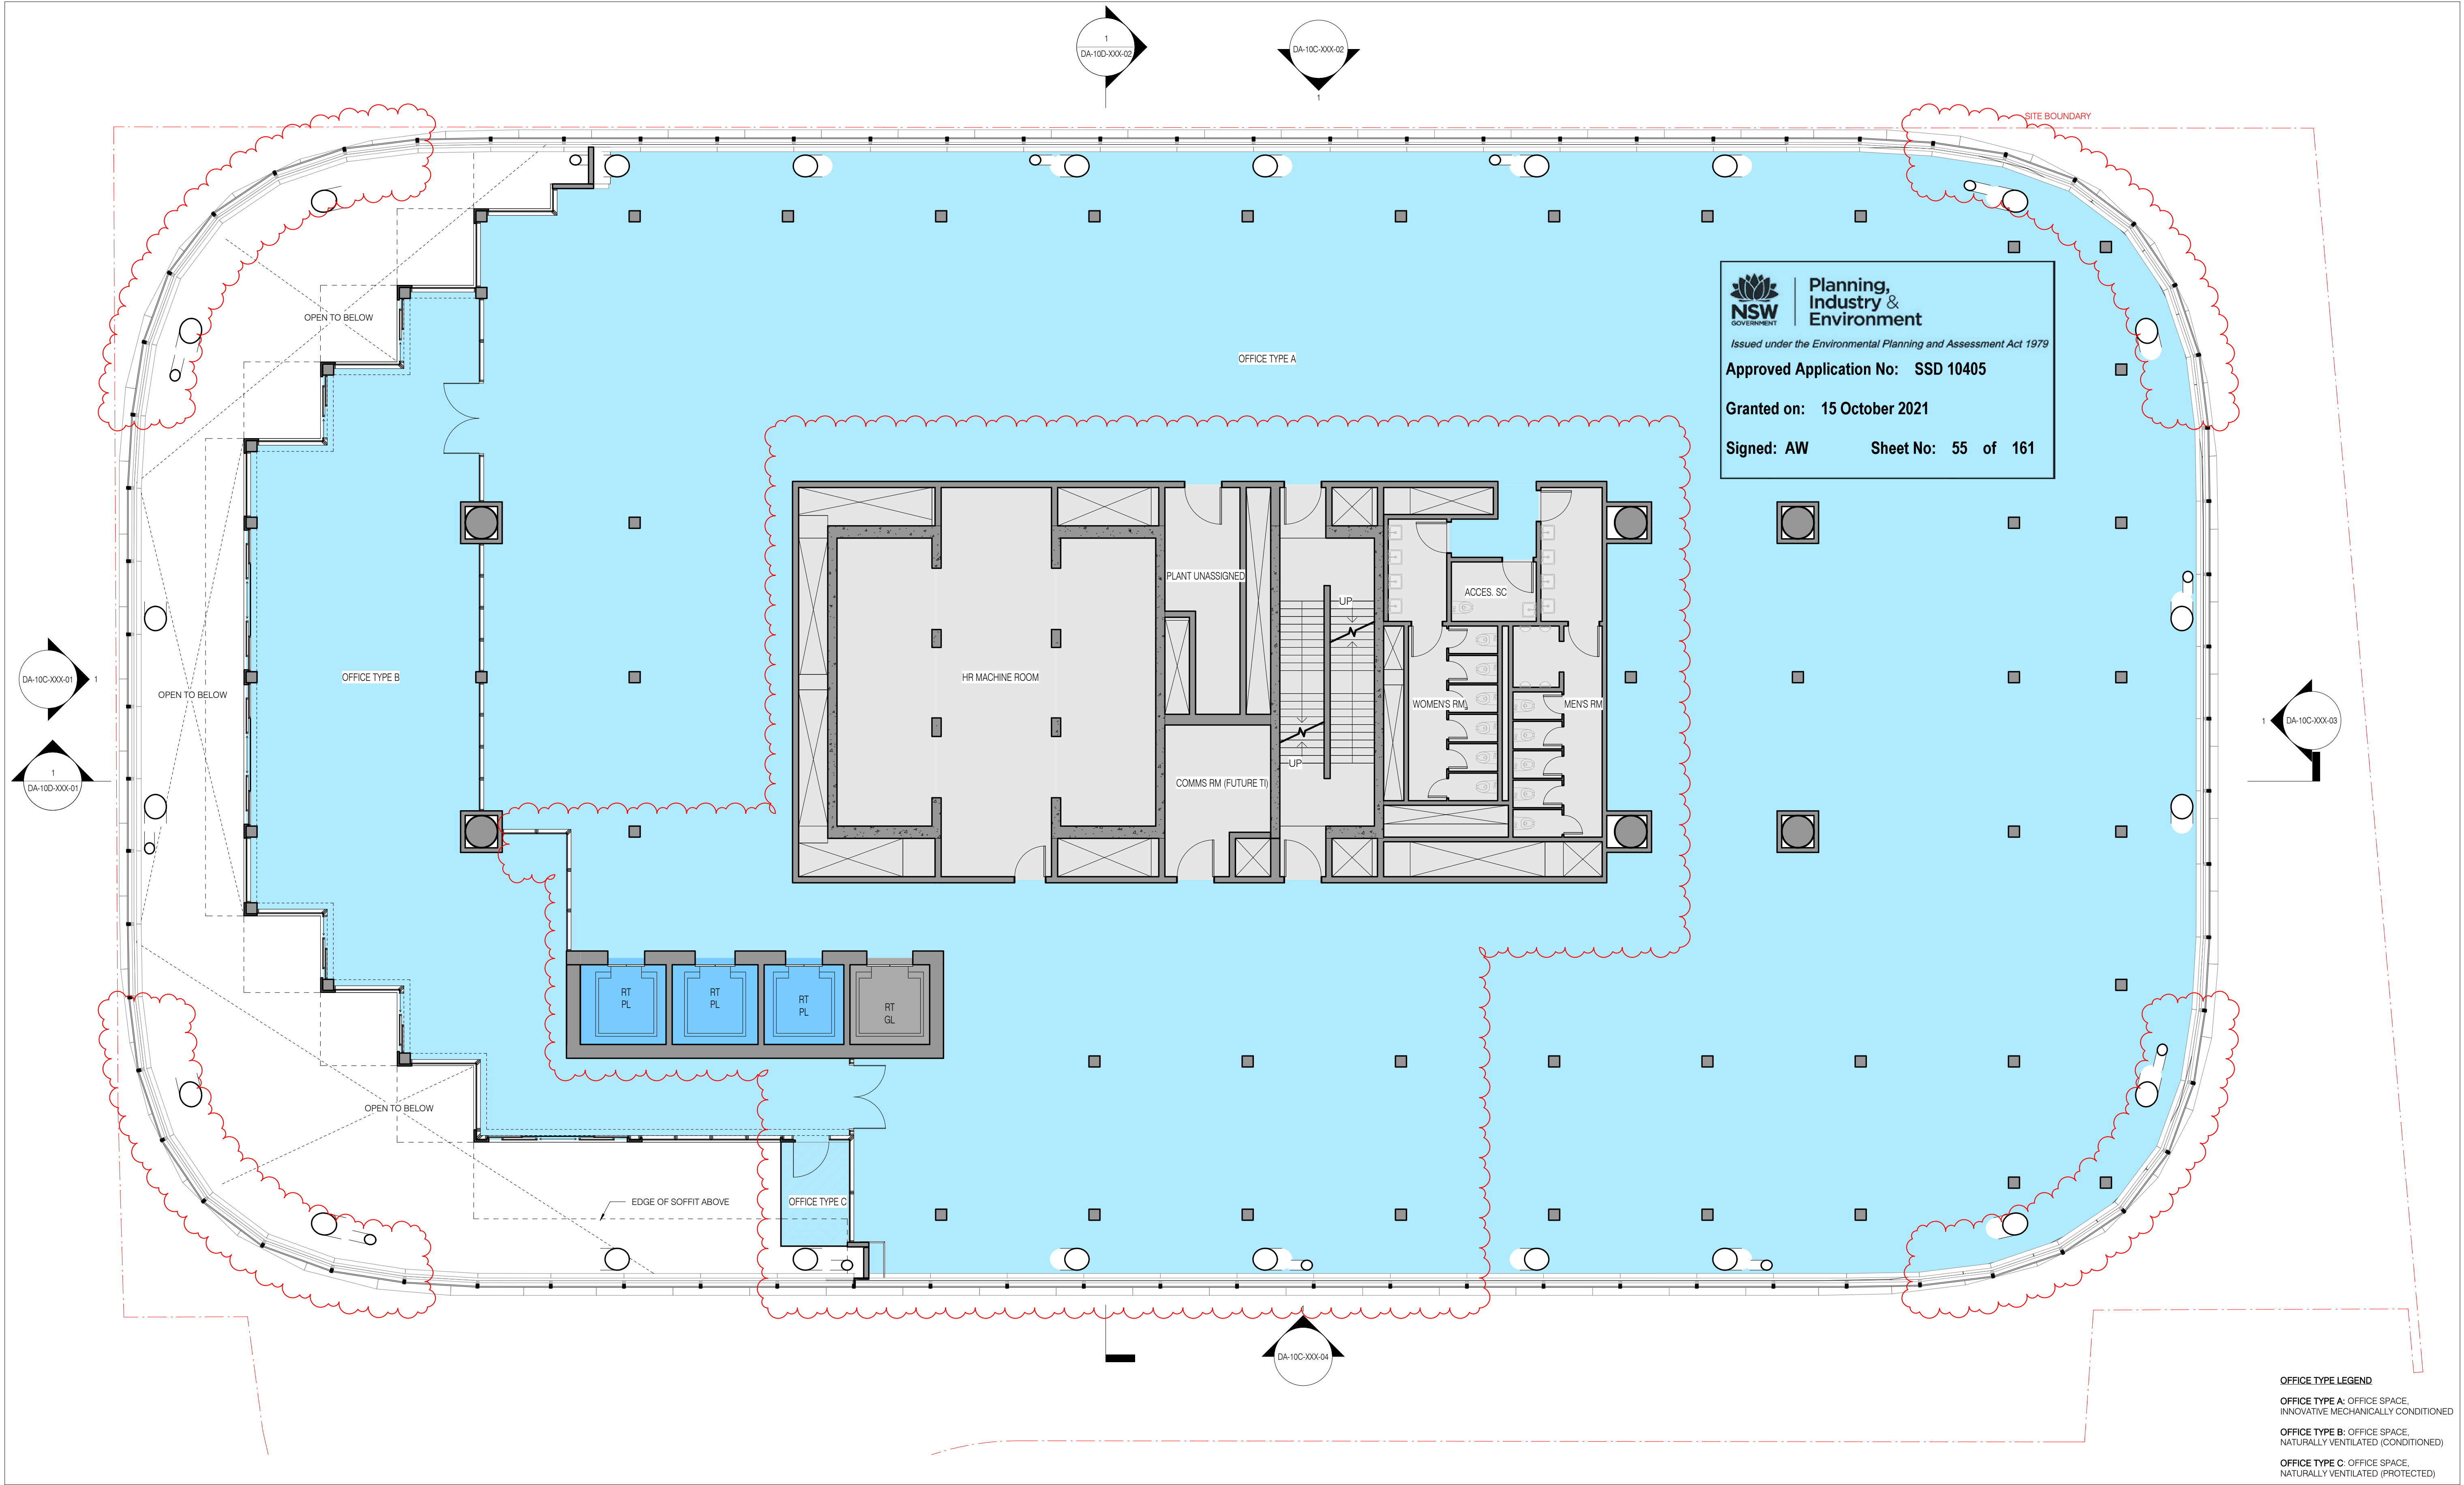 1
DA-10D-XXX-02
DA-10C-XXX-02
1
SITE BOUNDARY
OPEN TO BELOW
OFFICE TYPE A
NSW
GOVERNMENT
Planning,
Industry &
Environment
Issued under the Environmental Planning and Assessment Act 1979
Approved Application No: SSD 10405
Granted on: 15 October 2021
Signed: AW Sheet No: 55 of 161
PLANT UNASSIGNED
ACCES. SC
UP
DA-10C-XXX-01
1
OPEN TO BELOW
OFFICE TYPE B
HR MACHINE ROOM
WOMEN'S RM
MEN'S RM
1
DA-10C-XXX-03
1
DA-10D-XXX-01
UP
COMMS RM (FUTURE TI)
RT
PL
RT
PL
RT
PL
RT
GL
OPEN TO BELOW
EDGE OF SOFFIT ABOVE
OFFICE TYPE C
1
DA-10C-XXX-04
OFFICE TYPE LEGEND
OFFICE TYPE A: OFFICE SPACE,
INNOVATIVE MECHANICALLY CONDITIONED
OFFICE TYPE B: OFFICE SPACE,
NATURALLY VENTILATED (CONDITIONED)
OFFICE TYPE C: OFFICE SPACE,
NATURALLY VENTILATED (PROTECTED)